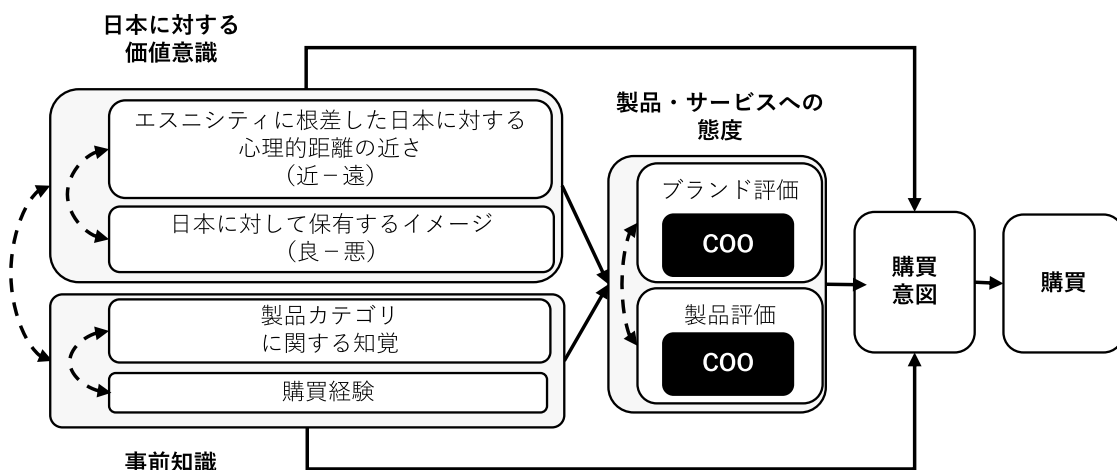 日本に対する
価値意識
エスニシティに根差した日本に対する
心理的距離の近さ
（近－遠）
日本に対して保有するイメージ
（良－悪）
製品カテゴリ
に関する知覚
購買経験
事前知識
製品・サービスへの
態度
ブランド評価
COO
製品評価
COO
購買
意図
購買